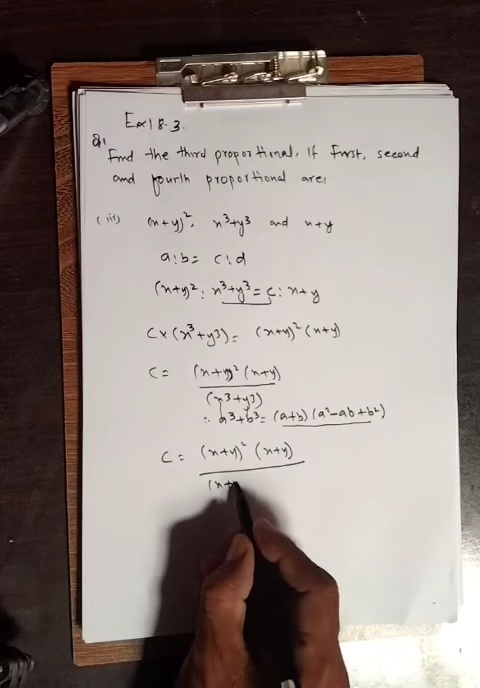 Ex 18.3.
Q1
Find the third proportional, if first, second
and fourth proportional are:
(iii) (x+y)², x³+y³ and x+y
a:b = c:d
(x+y)² : x³+y³ = c : x+y
C×(x³+y³) = (x+y)² (x+y)
C = (x+y)² (x+y)
(x³+y³)
∴ a³+b³ = (a+b) (a²-ab+b²)
C = (x+y)² (x+y)
(x+